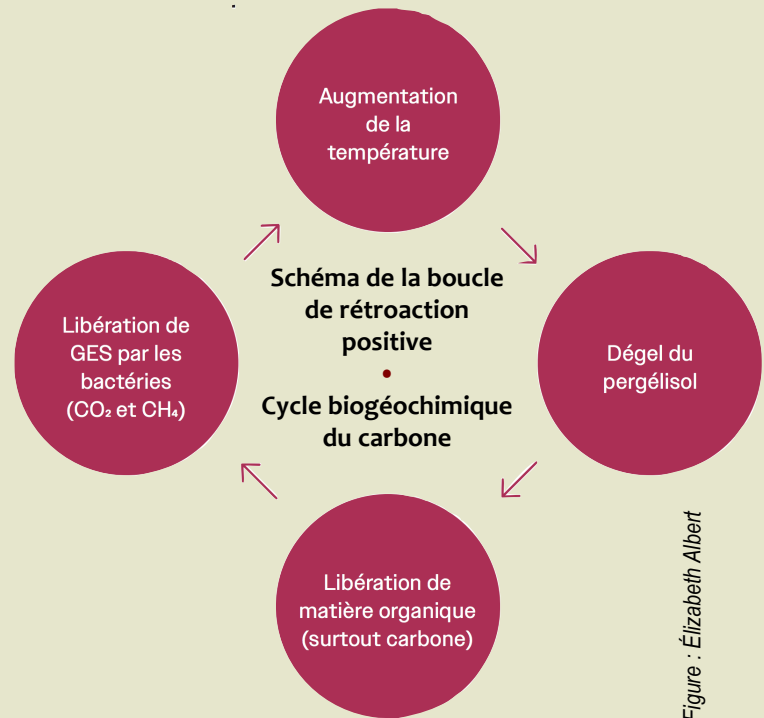 Augmentation
de la
température
Schéma de la boucle
de rétroaction
positive
•
Cycle biogéochimique
du carbone
Dégel du
pergélisol
Libération de
matière organique
(surtout carbone)
Libération de
GES par les
bactéries
(CO₂ et CH₄)
Figure : Élizabeth Albert